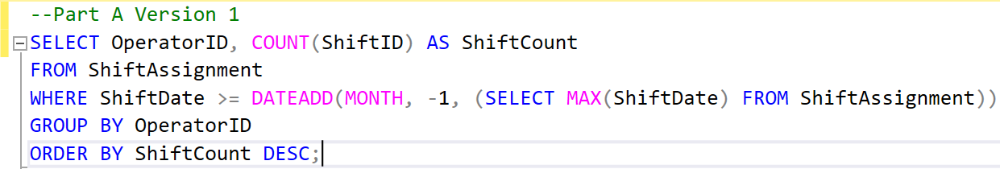 --Part A Version 1
SELECT OperatorID, COUNT(ShiftID) AS ShiftCount
FROM ShiftAssignment
WHERE ShiftDate >= DATEADD(MONTH, -1, (SELECT MAX(ShiftDate) FROM ShiftAssignment))
GROUP BY OperatorID
ORDER BY ShiftCount DESC;